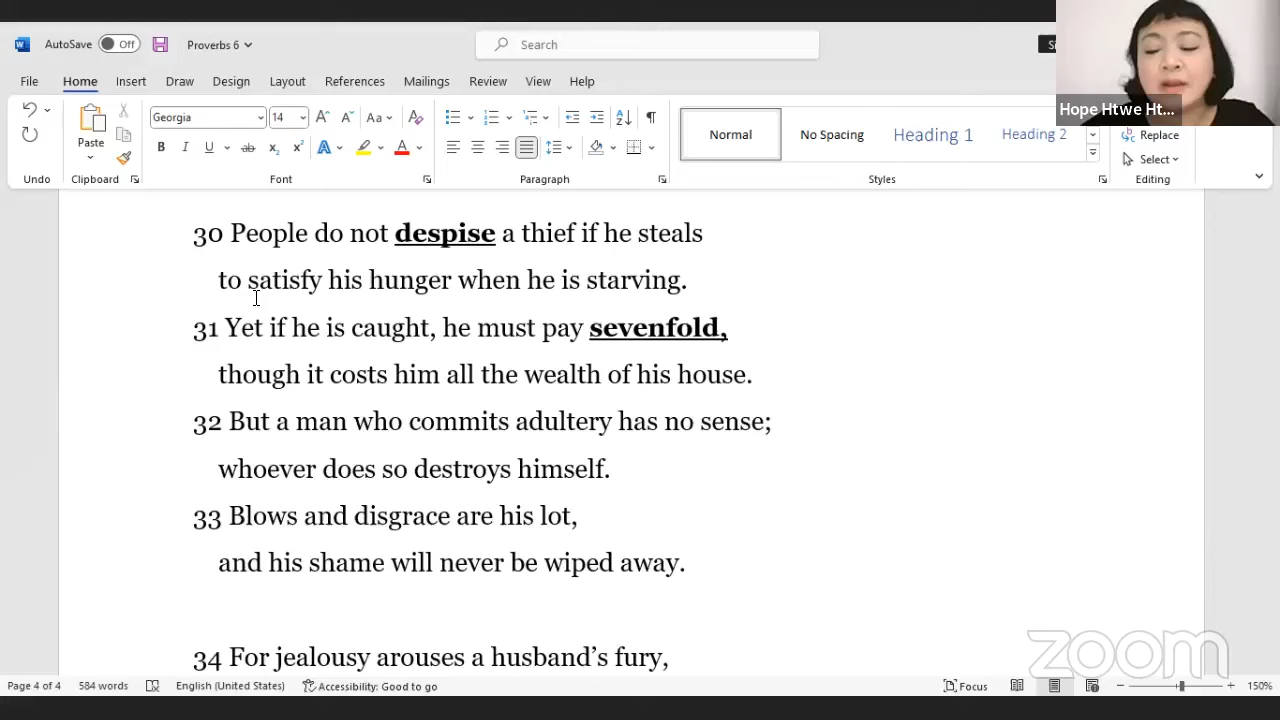 AutoSave Off Proverbs 6 Search
Hope Htwe Ht...
File Home Insert Draw Design Layout References Mailings Review View Help
Georgia 14 Aa
Paste
B I U ab x₂ x² A A
Normal No Spacing Heading 1 Heading 2
Replace
Select
Undo Clipboard Font Paragraph Styles Editing
30 People do not despise a thief if he steals
to satisfy his hunger when he is starving.
31 Yet if he is caught, he must pay sevenfold,
though it costs him all the wealth of his house.
32 But a man who commits adultery has no sense;
whoever does so destroys himself.
33 Blows and disgrace are his lot,
and his shame will never be wiped away.
34 For jealousy arouses a husband’s fury,
zoom
Page 4 of 4 584 words English (United States) Accessibility: Good to go Focus 150%